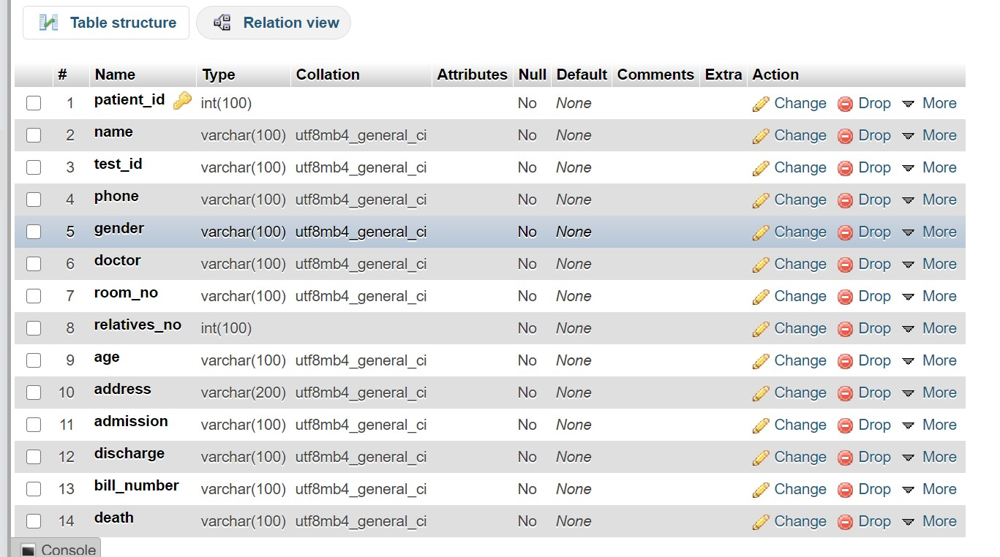 Table structure Relation view
# Name Type Collation Attributes Null Default Comments Extra Action
1 patient_id int(100) No None Change Drop More
2 name varchar(100) utf8mb4_general_ci No None Change Drop More
3 test_id varchar(100) utf8mb4_general_ci No None Change Drop More
4 phone varchar(100) utf8mb4_general_ci No None Change Drop More
5 gender varchar(100) utf8mb4_general_ci No None Change Drop More
6 doctor varchar(100) utf8mb4_general_ci No None Change Drop More
7 room_no varchar(100) utf8mb4_general_ci No None Change Drop More
8 relatives_no int(100) No None Change Drop More
9 age varchar(100) utf8mb4_general_ci No None Change Drop More
10 address varchar(200) utf8mb4_general_ci No None Change Drop More
11 admission varchar(100) utf8mb4_general_ci No None Change Drop More
12 discharge varchar(100) utf8mb4_general_ci No None Change Drop More
13 bill_number varchar(100) utf8mb4_general_ci No None Change Drop More
14 death varchar(100) utf8mb4_general_ci No None Change Drop More
Console